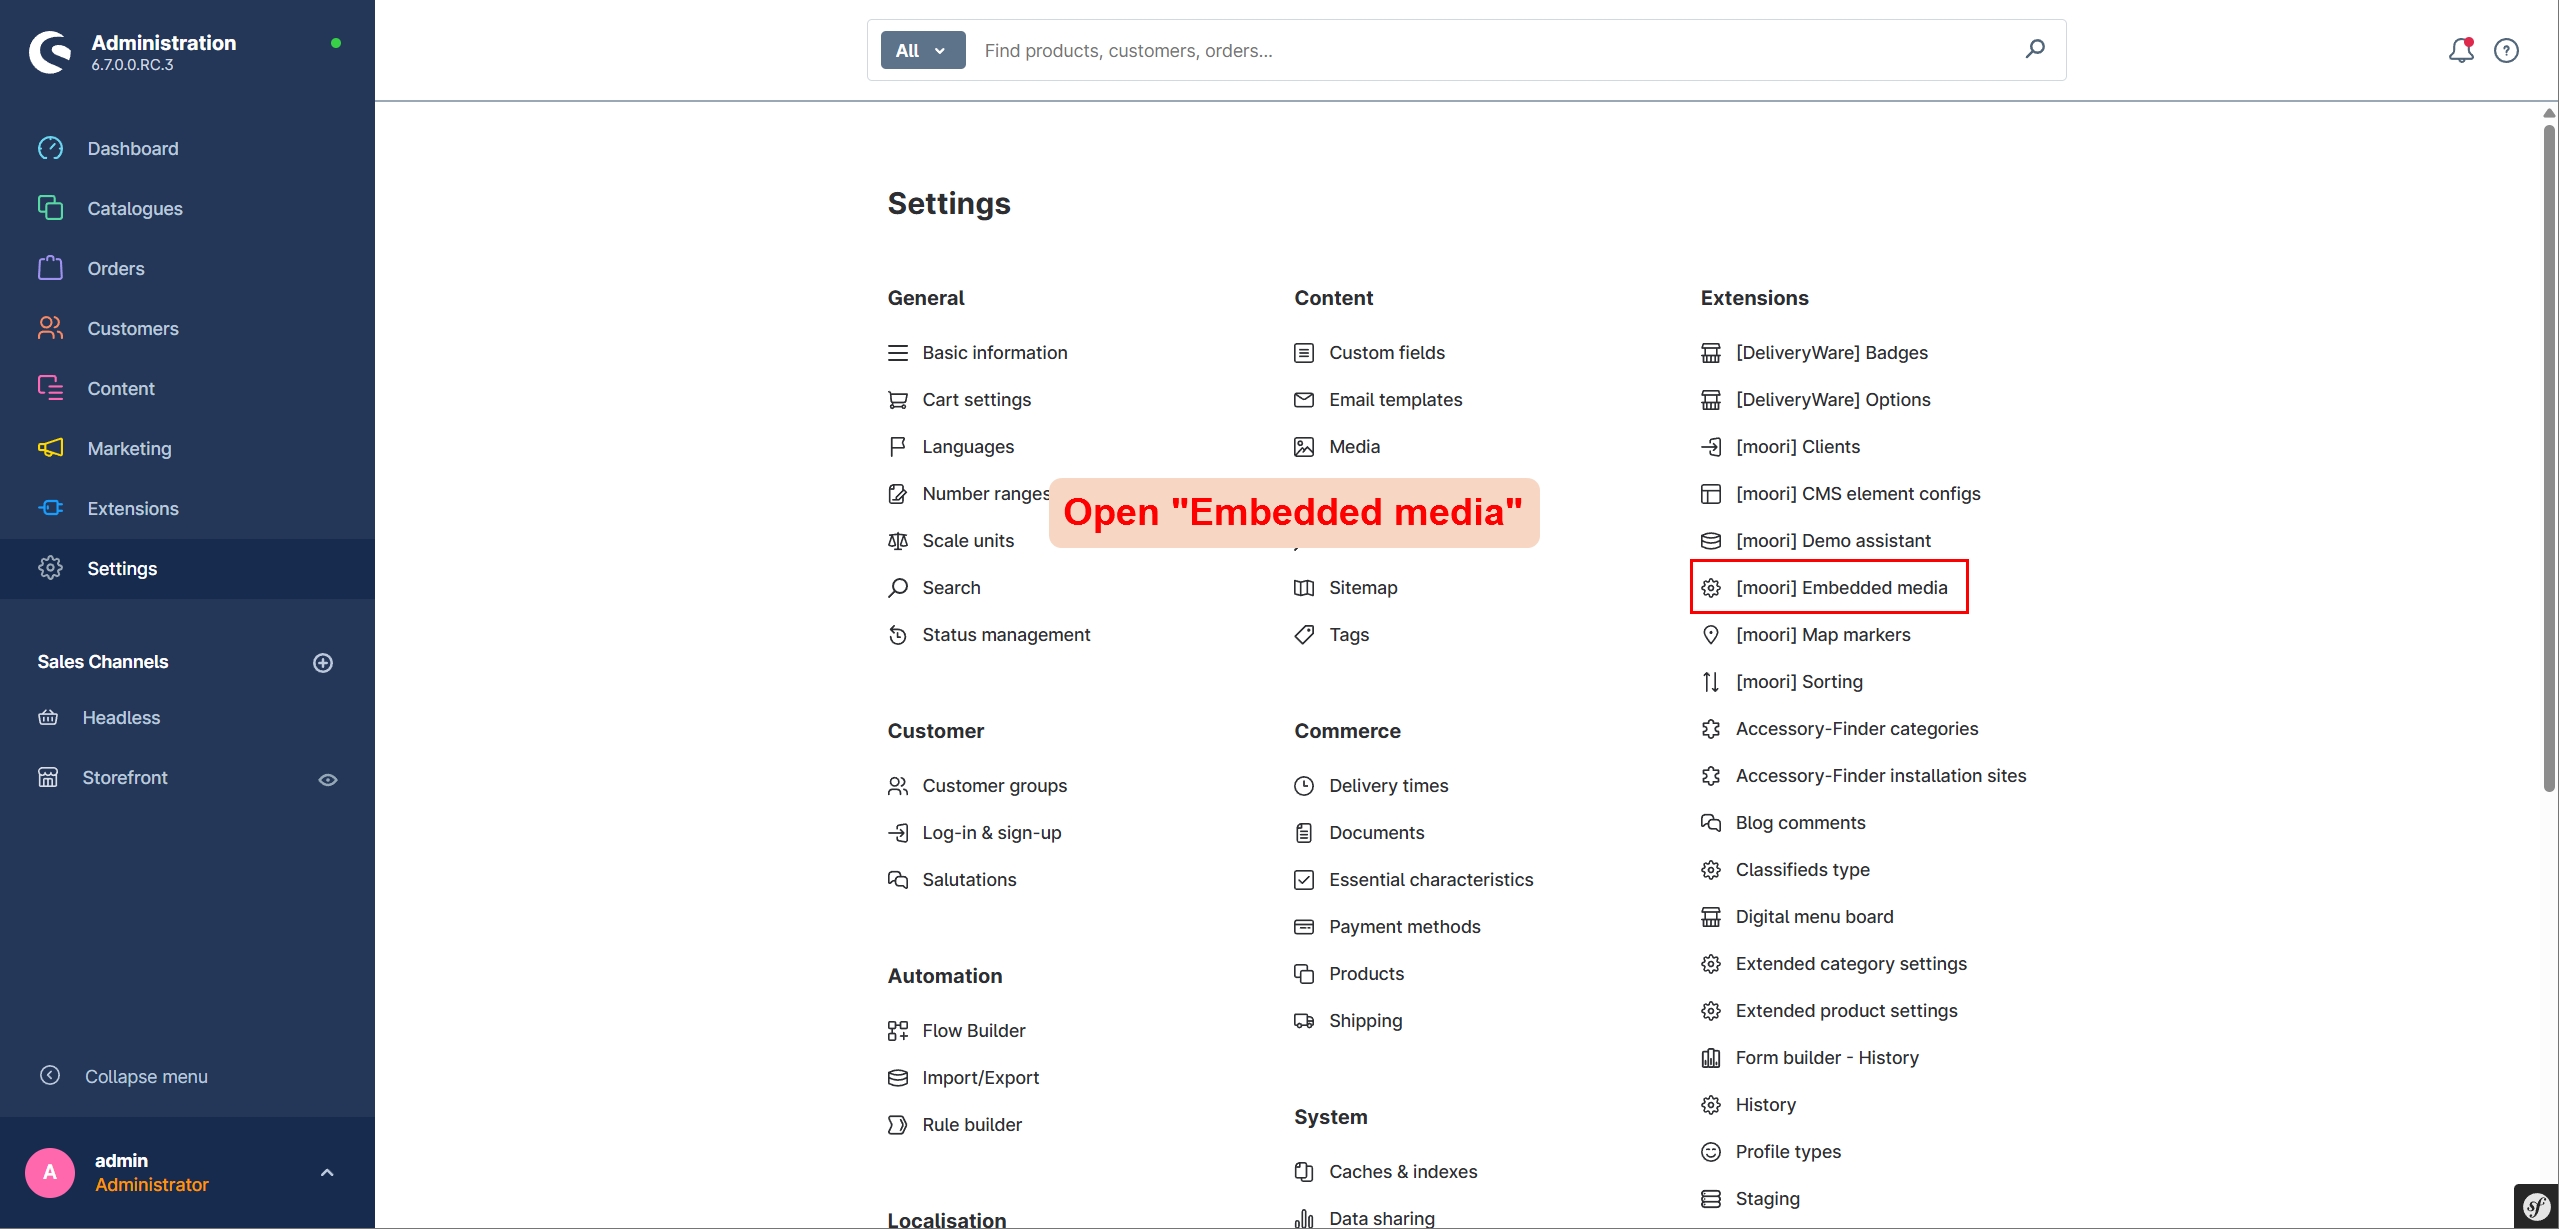 Administration
6.7.0.0.RC.3
Dashboard
Catalogues
Orders
Customers
Content
Marketing
Extensions
Settings
Sales Channels
Headless
Storefront
Collapse menu
A
admin
Administrator
All
Find products, customers, orders...
Settings
General
Basic information
Cart settings
Languages
Number ranges
Scale units
Search
Status management
Customer
Customer groups
Log-in & sign-up
Salutations
Automation
Flow Builder
Import/Export
Rule builder
Localisation
Content
Custom fields
Email templates
Media
Open "Embedded media"
Sitemap
Tags
Commerce
Delivery times
Documents
Essential characteristics
Payment methods
Products
Shipping
System
Caches & indexes
Data sharing
Extensions
[DeliveryWare] Badges
[DeliveryWare] Options
[moori] Clients
[moori] CMS element configs
[moori] Demo assistant
[moori] Embedded media
[moori] Map markers
[moori] Sorting
Accessory-Finder categories
Accessory-Finder installation sites
Blog comments
Classifieds type
Digital menu board
Extended category settings
Extended product settings
Form builder - History
History
Profile types
Staging
sf